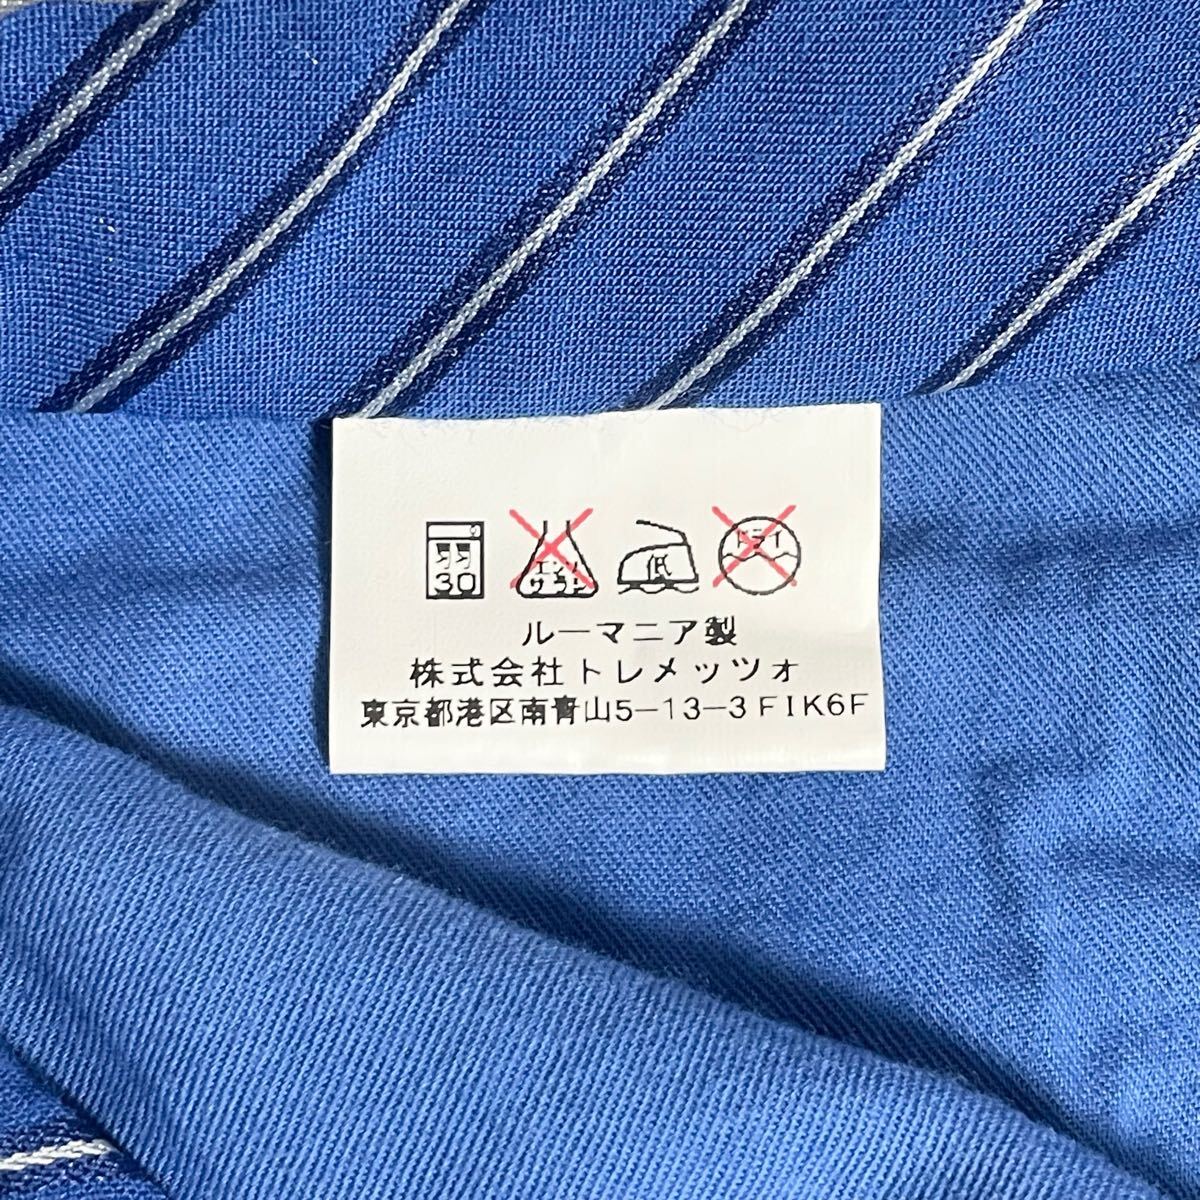 弱 30 エンソ サラシ 低 ドライ
ルーマニア製
株式会社トレメッツォ
東京都港区南青山5-13-3 FIK6F